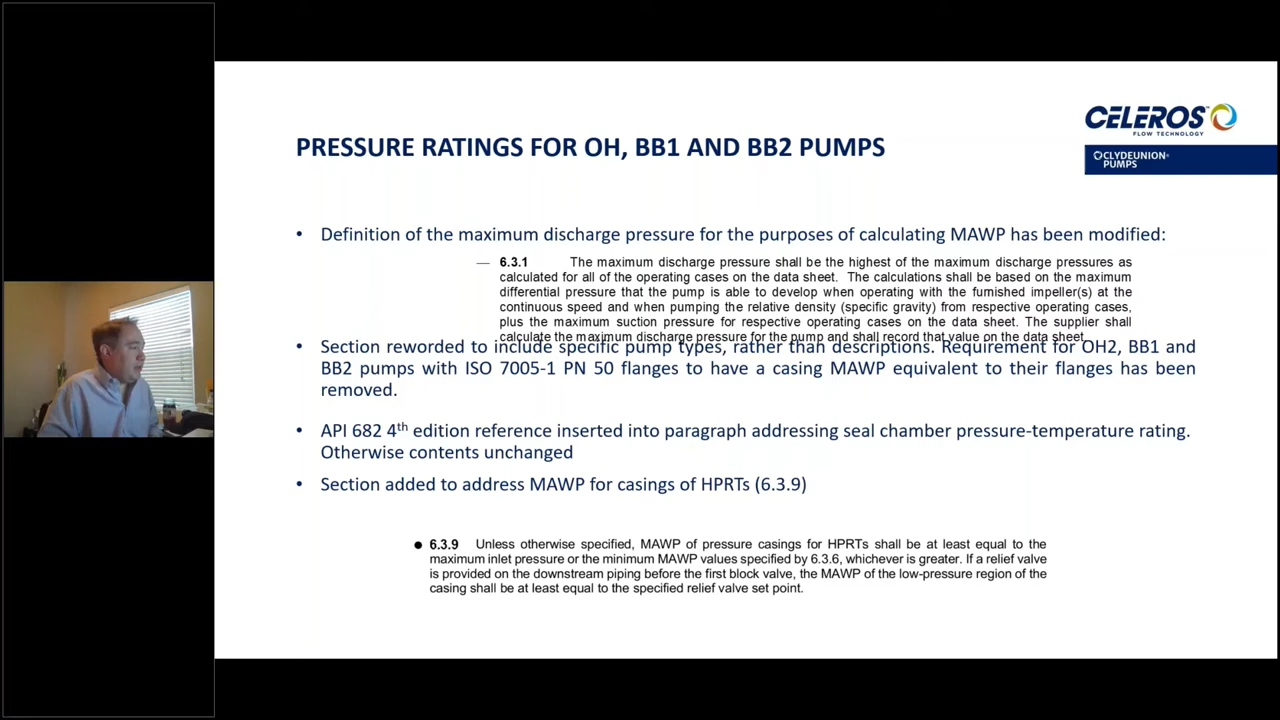 CELEROS™
FLOW TECHNOLOGY
CLYDEUNION®
PUMPS
PRESSURE RATINGS FOR OH, BB1 AND BB2 PUMPS
• Definition of the maximum discharge pressure for the purposes of calculating MAWP has been modified:
— 6.3.1 The maximum discharge pressure shall be the highest of the maximum discharge pressures as
calculated for all of the operating cases on the data sheet. The calculations shall be based on the maximum
differential pressure that the pump is able to develop when operating with the furnished impeller(s) at the
continuous speed and when pumping the relative density (specific gravity) from respective operating cases,
plus the maximum suction pressure for respective operating cases on the data sheet. The supplier shall
calculate the maximum discharge pressure for the pump and shall record that value on the data sheet.
• Section reworded to include specific pump types, rather than descriptions. Requirement for OH2, BB1 and
BB2 pumps with ISO 7005-1 PN 50 flanges to have a casing MAWP equivalent to their flanges has been
removed.
• API 682 4th edition reference inserted into paragraph addressing seal chamber pressure-temperature rating.
Otherwise contents unchanged
• Section added to address MAWP for casings of HPRTs (6.3.9)
● 6.3.9 Unless otherwise specified, MAWP of pressure casings for HPRTs shall be at least equal to the
maximum inlet pressure or the minimum MAWP values specified by 6.3.6, whichever is greater. If a relief valve
is provided on the downstream piping before the first block valve, the MAWP of the low-pressure region of the
casing shall be at least equal to the specified relief valve set point.